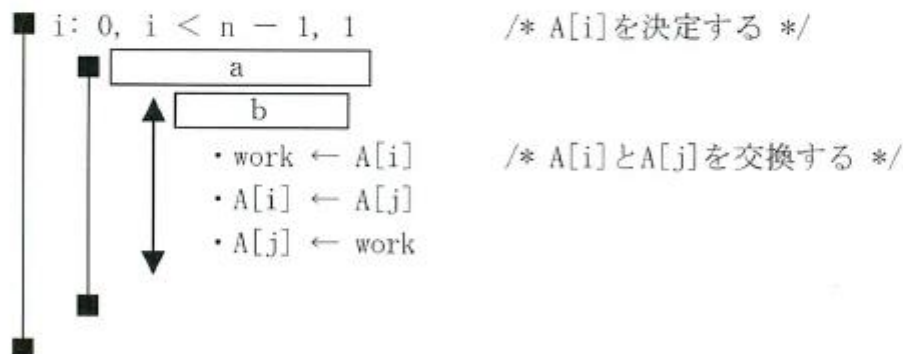 i: 0, i < n － 1, 1 /* A[i]を決定する */
a
b
・work ← A[i] /* A[i]とA[j]を交換する */
・A[i] ← A[j]
・A[j] ← work